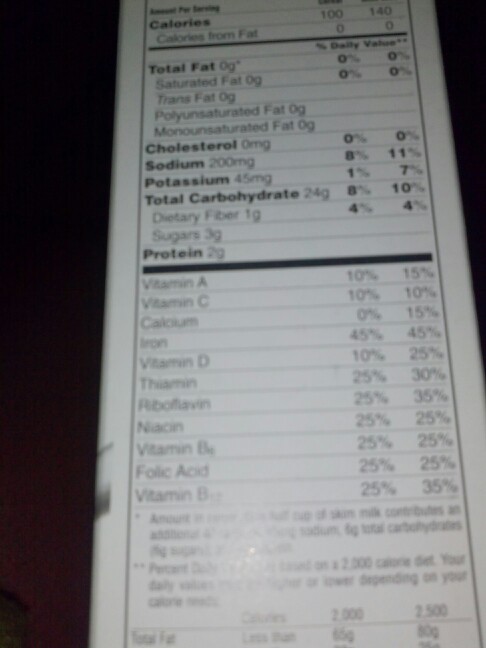 Amount Per Serving
Calories 100 140
Calories from Fat 0 0
% Daily Value**
Total Fat 0g* 0% 0%
Saturated Fat 0g 0% 0%
Trans Fat 0g
Polyunsaturated Fat 0g
Monounsaturated Fat 0g
Cholesterol 0mg 0% 0%
Sodium 200mg 8% 11%
Potassium 45mg 1% 7%
Total Carbohydrate 24g 8% 10%
Dietary Fiber 1g 4% 4%
Sugars 3g
Protein 2g
Vitamin A 10% 15%
Vitamin C 10% 10%
Calcium 0% 15%
Iron 45% 45%
Vitamin D 10% 25%
Thiamin 25% 30%
Riboflavin 25% 35%
Niacin 25% 25%
Vitamin B6 25% 25%
Folic Acid 25% 25%
Vitamin B12 25% 35%
* Amount in half cup of skim milk contributes an
additional sodium, 6g total carbohydrates
(6g sugars
** Percent Daily based on a 2,000 calorie diet. Your
daily values higher or lower depending on your
calorie needs:
Calories 2,000 2,500
Total Fat Less than 65g 80g